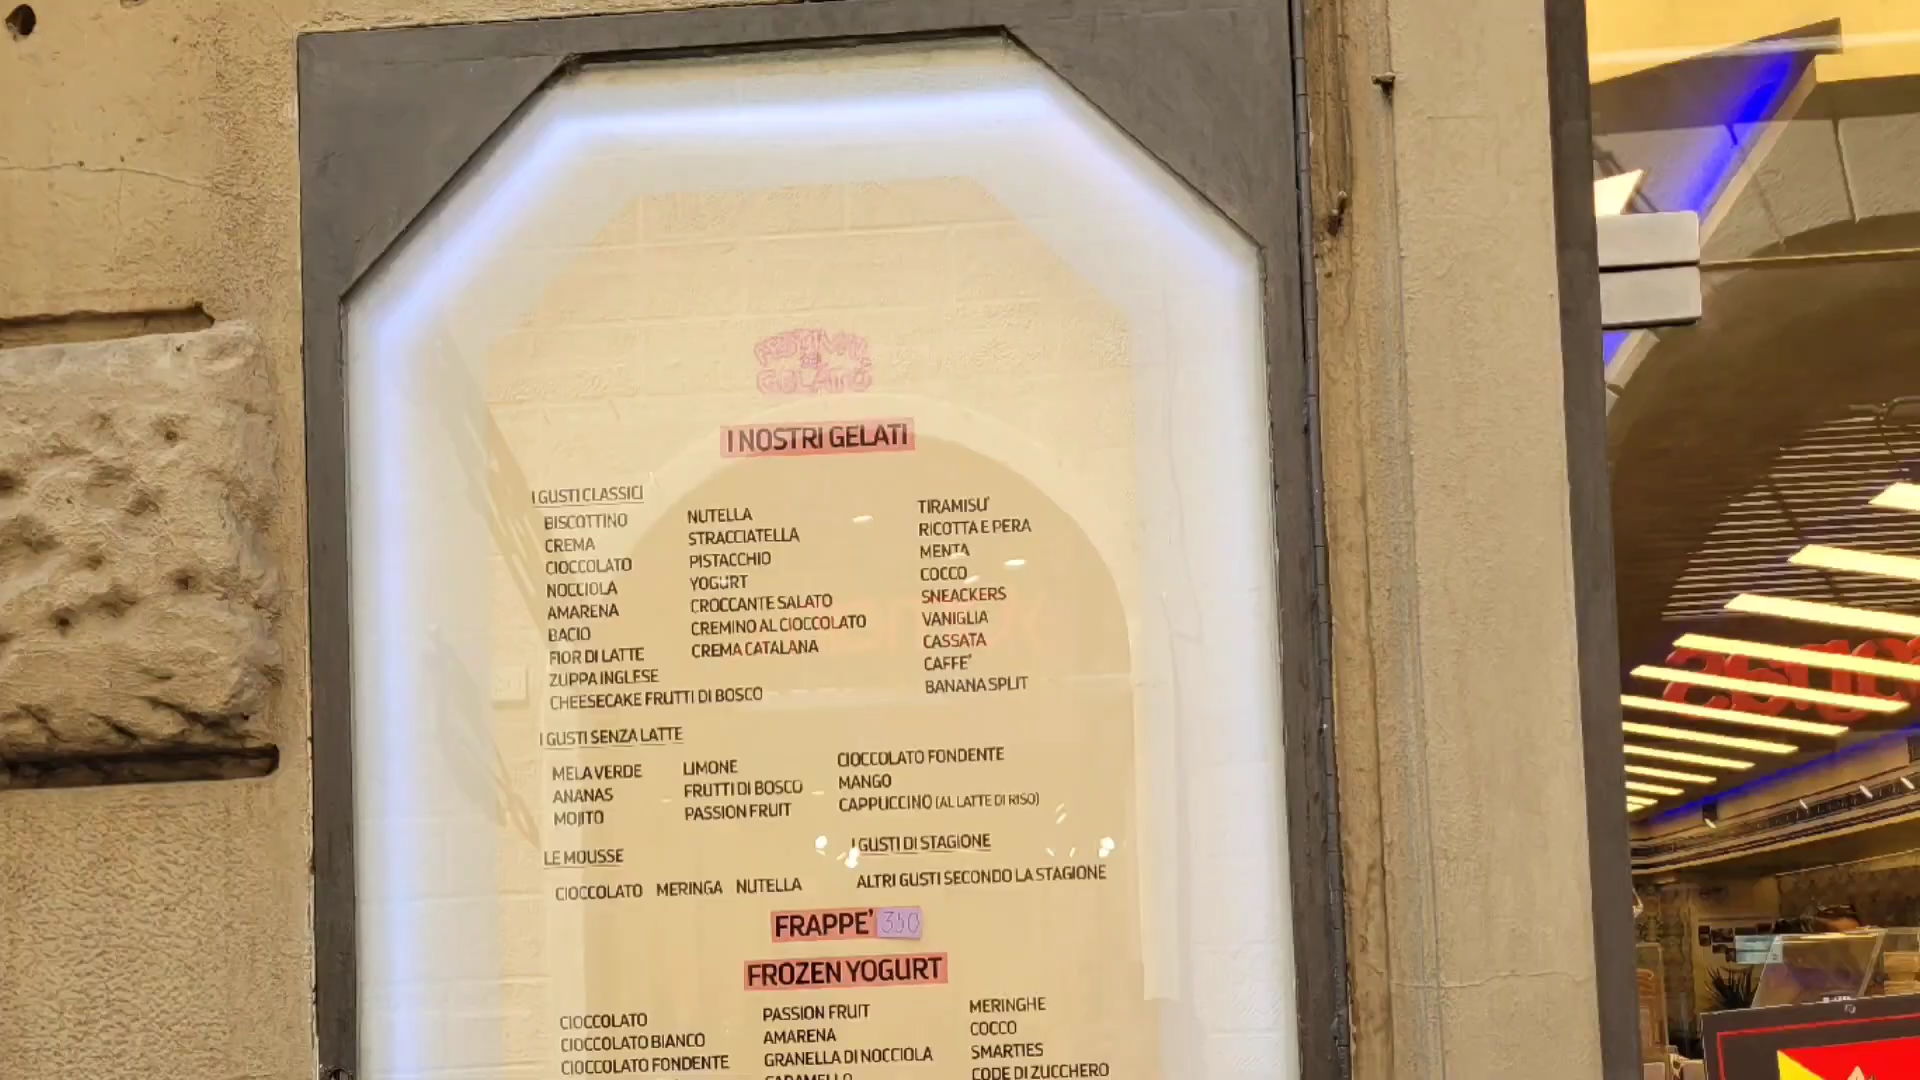 FESTIVAL
DEL
GELATO
I NOSTRI GELATI
I GUSTI CLASSICI
BISCOTTINO
CREMA
CIOCCOLATO
NOCCIOLA
AMARENA
BACIO
FIOR DI LATTE
ZUPPA INGLESE
CHEESECAKE FRUTTI DI BOSCO
NUTELLA
STRACCIATELLA
PISTACCHIO
YOGURT
CROCCANTE SALATO
CREMINO AL CIOCCOLATO
CREMA CATALANA
TIRAMISU'
RICOTTA E PERA
MENTA
COCCO
SNEACKERS
VANIGLIA
CASSATA
CAFFE'
BANANA SPLIT
I GUSTI SENZA LATTE
MELA VERDE
ANANAS
MOJITO
LIMONE
FRUTTI DI BOSCO
PASSION FRUIT
CIOCCOLATO FONDENTE
MANGO
CAPPUCCINO (AL LATTE DI RISO)
LE MOUSSE
CIOCCOLATO MERINGA NUTELLA
I GUSTI DI STAGIONE
ALTRI GUSTI SECONDO LA STAGIONE
FRAPPE' 350
FROZEN YOGURT
CIOCCOLATO
CIOCCOLATO BIANCO
CIOCCOLATO FONDENTE
PASSION FRUIT
AMARENA
GRANELLA DI NOCCIOLA
CARAMELLO
MERINGHE
COCCO
SMARTIES
CODE DI ZUCCHERO